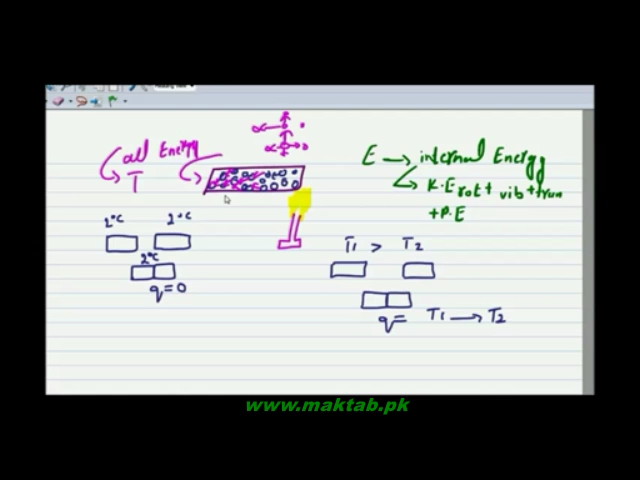 all Energy
T
E → internal Energy
K.E rot + vib + tran
+ P.E
2°C 2°C
2°C
q = 0
T1 > T2
q = T1 → T2
www.maktab.pk